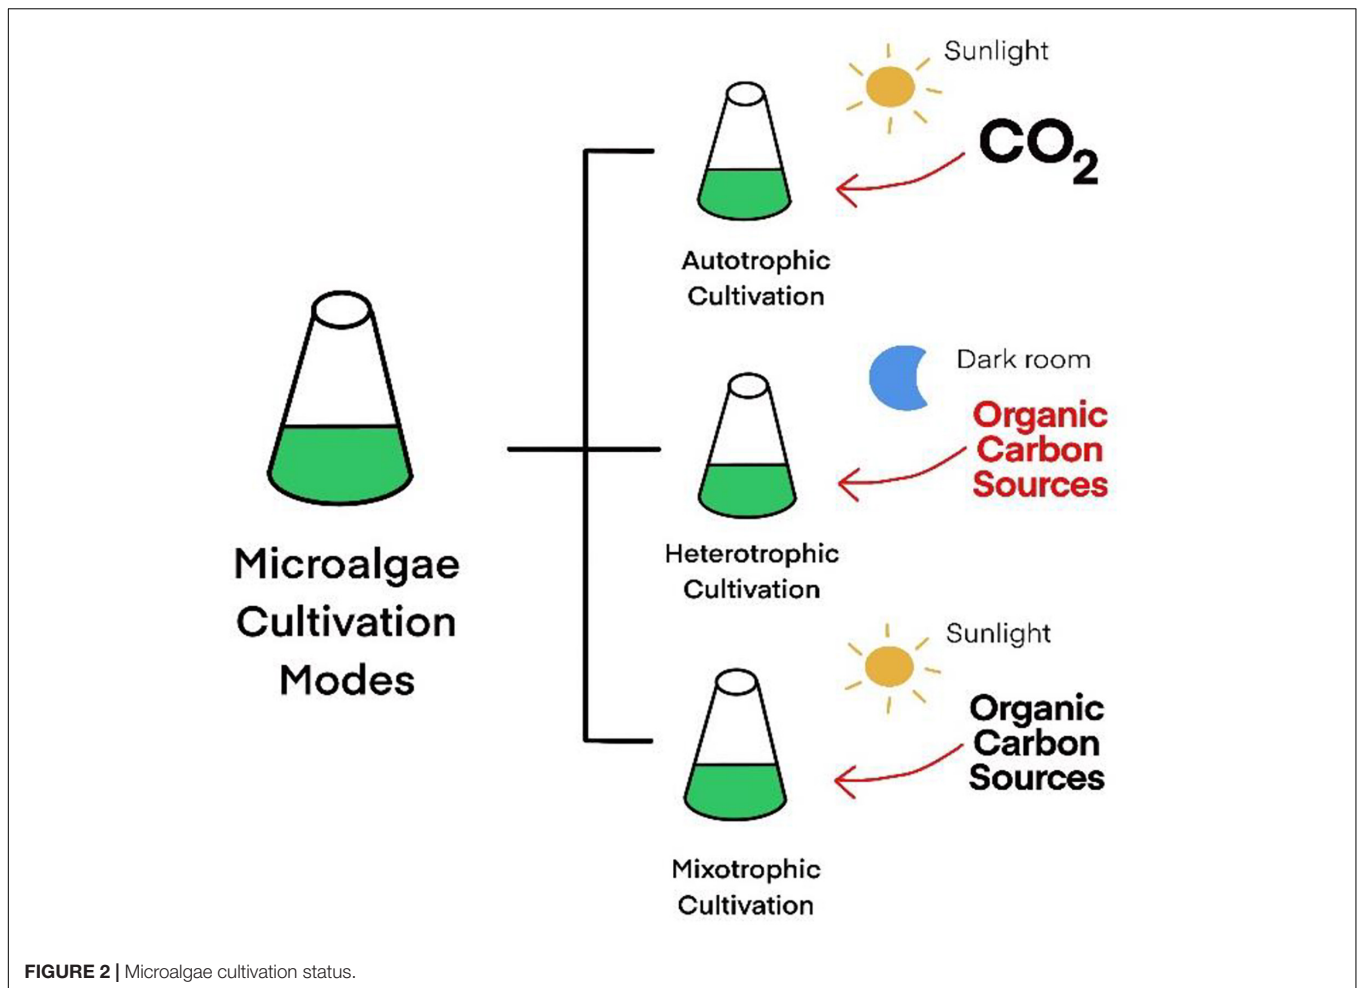 Sunlight
CO₂
Autotrophic
Cultivation
Dark room
Organic
Carbon
Sources
Heterotrophic
Cultivation
Microalgae
Cultivation
Modes
Sunlight
Organic
Carbon
Sources
Mixotrophic
Cultivation
FIGURE 2 | Microalgae cultivation status.